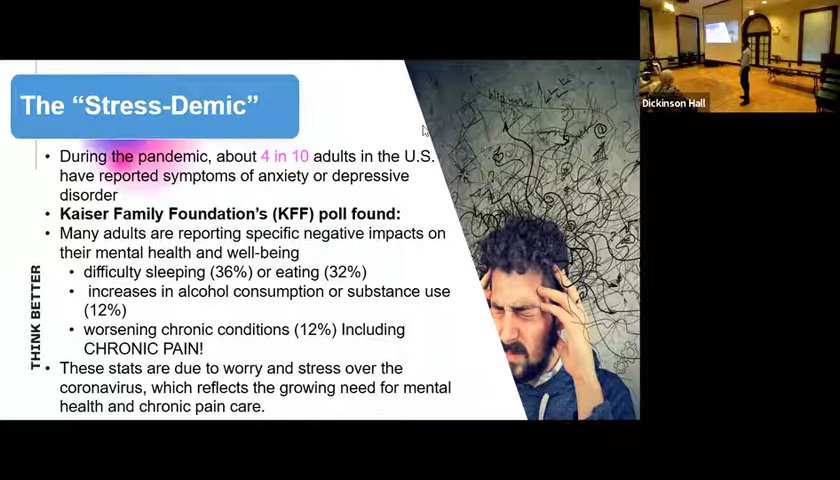 The “Stress-Demic”
• During the pandemic, about 4 in 10 adults in the U.S.
have reported symptoms of anxiety or depressive
disorder
• Kaiser Family Foundation's (KFF) poll found:
• Many adults are reporting specific negative impacts on
their mental health and well-being
• difficulty sleeping (36%) or eating (32%)
• increases in alcohol consumption or substance use
(12%)
• worsening chronic conditions (12%) Including
CHRONIC PAIN!
• These stats are due to worry and stress over the
coronavirus, which reflects the growing need for mental
health and chronic pain care.
THINK BETTER
Dickinson Hall